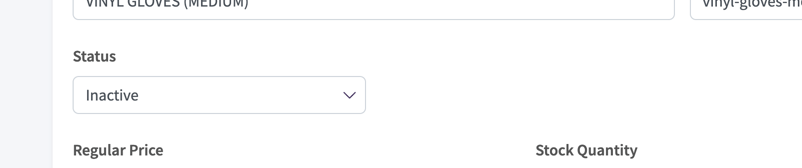 VINYL GLOVES (MEDIUM)
Status
Inactive
Regular Price
Stock Quantity